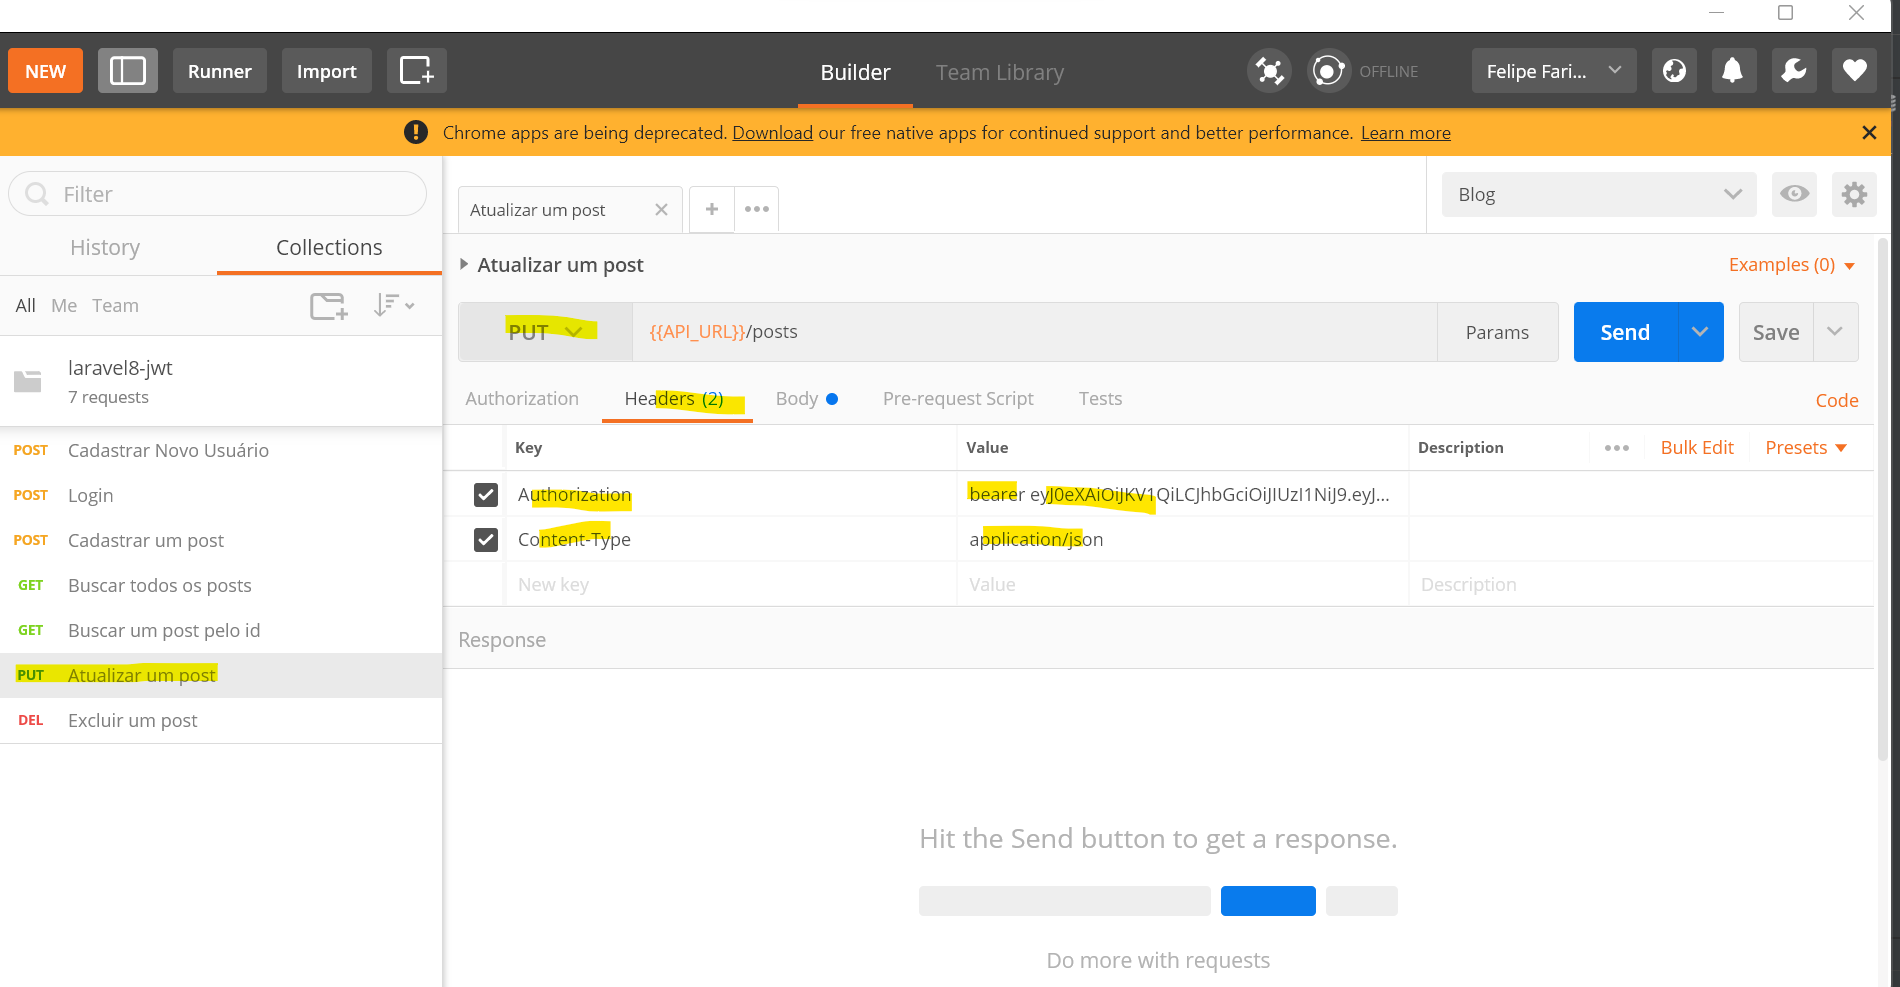 NEW
Runner
Import
Builder
Team Library
OFFLINE
Felipe Fari...
Chrome apps are being deprecated. Download our free native apps for continued support and better performance. Learn more
Filter
History
Collections
All Me Team
laravel8-jwt
7 requests
POST Cadastrar Novo Usuário
POST Login
POST Cadastrar um post
GET Buscar todos os posts
GET Buscar um post pelo id
PUT Atualizar um post
DEL Excluir um post
Atualizar um post
Blog
Atualizar um post
Examples (0)
PUT
{{API_URL}}/posts
Params
Send
Save
Authorization
Headers (2)
Body
Pre-request Script
Tests
Code
Key Value Description Bulk Edit Presets
Authorization bearer eyJ0eXAiOiJKV1QiLCJhbGciOiJIUzI1NiJ9.eyJ...
Content-Type application/json
New key Value Description
Response
Hit the Send button to get a response.
Do more with requests